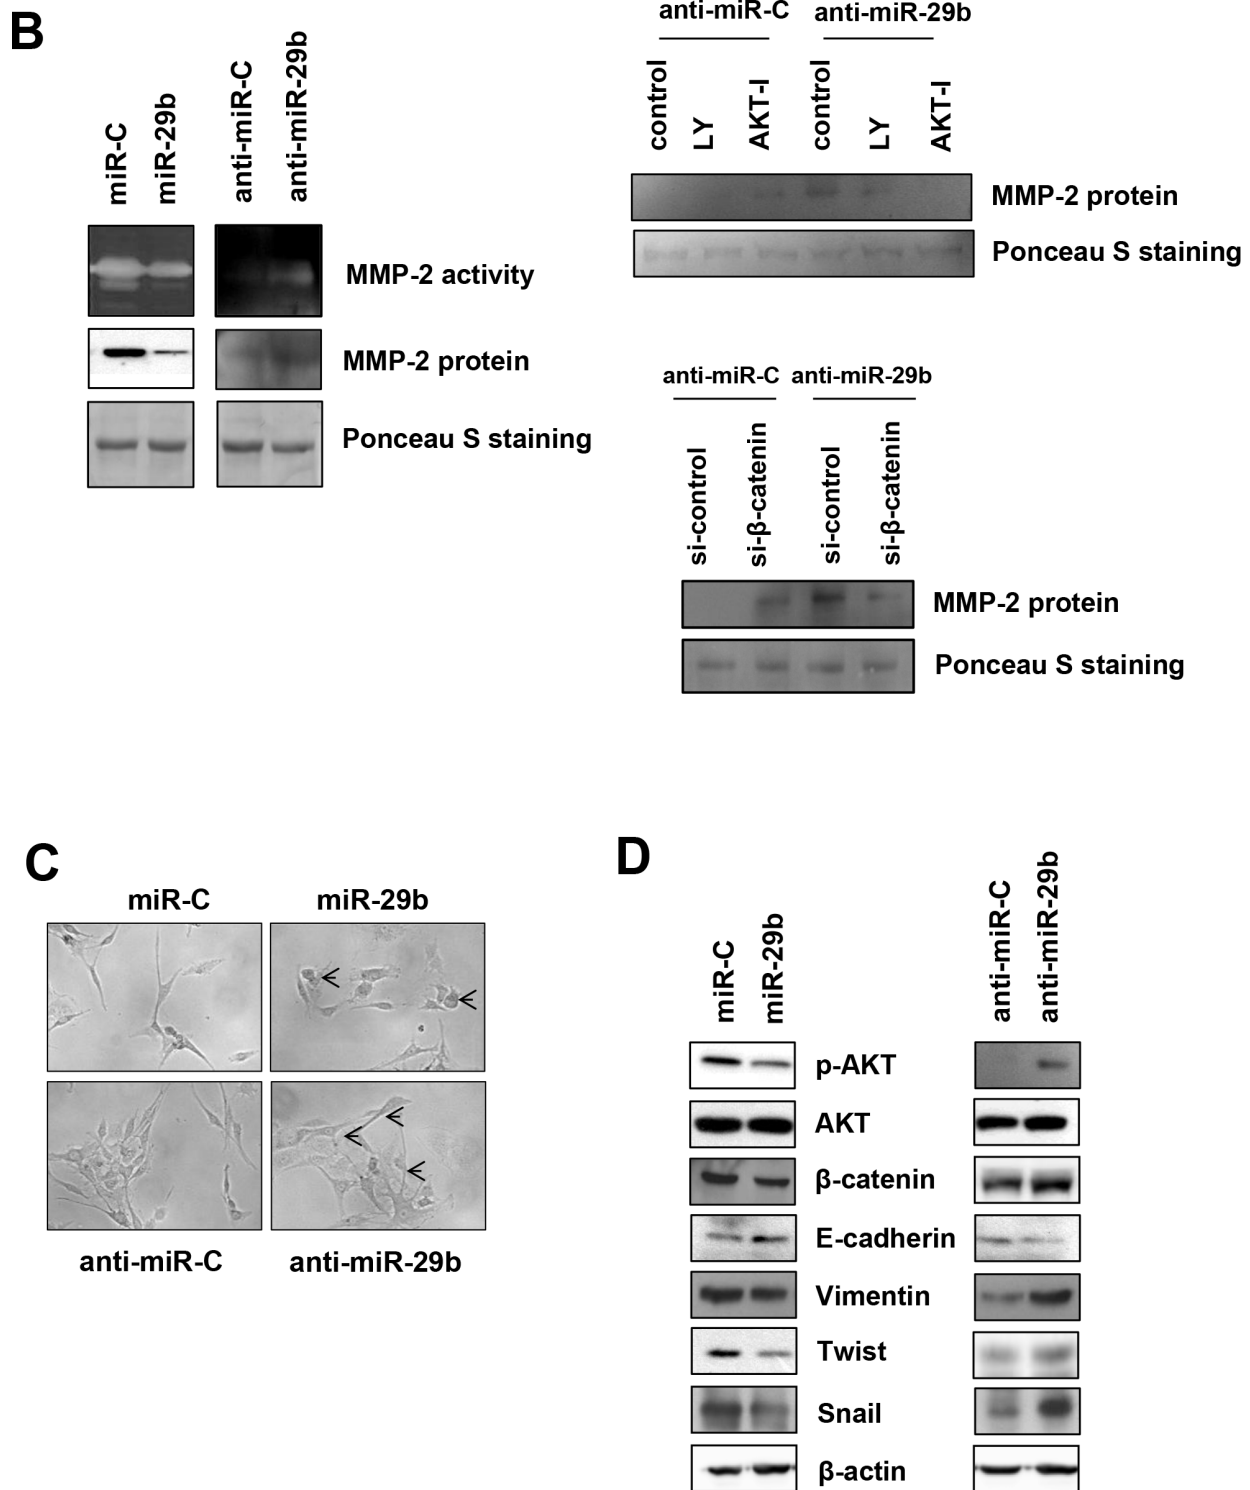 B
miR-C
miR-29b
anti-miR-C
anti-miR-29b
MMP-2 activity
MMP-2 protein
Ponceau S staining
anti-miR-C
anti-miR-29b
control
LY
AKT-I
control
LY
AKT-I
MMP-2 protein
Ponceau S staining
anti-miR-C
anti-miR-29b
si-control
si-β-catenin
si-control
si-β-catenin
MMP-2 protein
Ponceau S staining
C
miR-C
miR-29b
anti-miR-C
anti-miR-29b
D
miR-C
miR-29b
anti-miR-C
anti-miR-29b
p-AKT
AKT
β-catenin
E-cadherin
Vimentin
Twist
Snail
β-actin